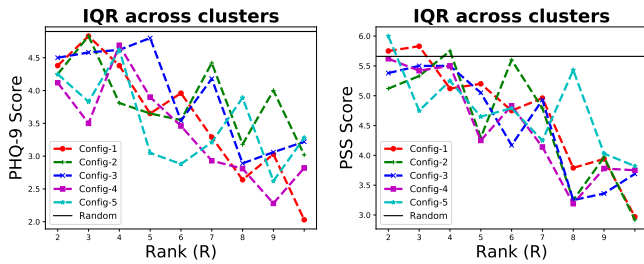 IQR across clusters
PHQ-9 Score
4.5
4.0
3.5
3.0
2.5
2.0
Config-1
Config-2
Config-3
Config-4
Config-5
Random
2 3 4 5 6 7 8 9
Rank (R)
IQR across clusters
PSS Score
6.0
5.5
5.0
4.5
4.0
3.5
3.0
Config-1
Config-2
Config-3
Config-4
Config-5
Random
2 3 4 5 6 7 8 9
Rank (R)